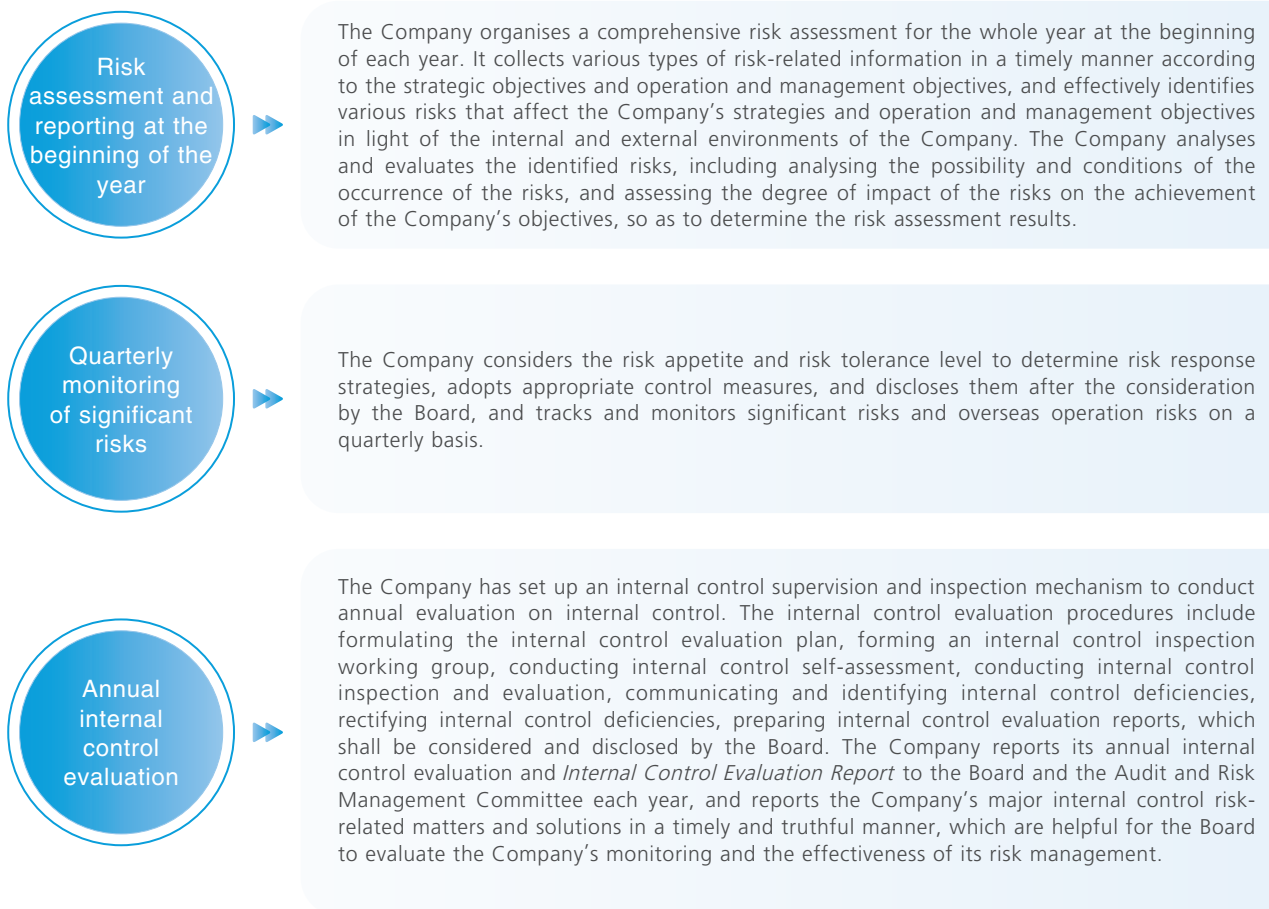 Risk
assessment and
reporting at the
beginning of the
year
The Company organises a comprehensive risk assessment for the whole year at the beginning
of each year. It collects various types of risk-related information in a timely manner according
to the strategic objectives and operation and management objectives, and effectively identifies
various risks that affect the Company’s strategies and operation and management objectives
in light of the internal and external environments of the Company. The Company analyses
and evaluates the identified risks, including analysing the possibility and conditions of the
occurrence of the risks, and assessing the degree of impact of the risks on the achievement
of the Company’s objectives, so as to determine the risk assessment results.
Quarterly
monitoring
of significant
risks
The Company considers the risk appetite and risk tolerance level to determine risk response
strategies, adopts appropriate control measures, and discloses them after the consideration
by the Board, and tracks and monitors significant risks and overseas operation risks on a
quarterly basis.
Annual
internal
control
evaluation
The Company has set up an internal control supervision and inspection mechanism to conduct
annual evaluation on internal control. The internal control evaluation procedures include
formulating the internal control evaluation plan, forming an internal control inspection
working group, conducting internal control self-assessment, conducting internal control
inspection and evaluation, communicating and identifying internal control deficiencies,
rectifying internal control deficiencies, preparing internal control evaluation reports, which
shall be considered and disclosed by the Board. The Company reports its annual internal
control evaluation and Internal Control Evaluation Report to the Board and the Audit and Risk
Management Committee each year, and reports the Company’s major internal control risk-
related matters and solutions in a timely and truthful manner, which are helpful for the Board
to evaluate the Company’s monitoring and the effectiveness of its risk management.